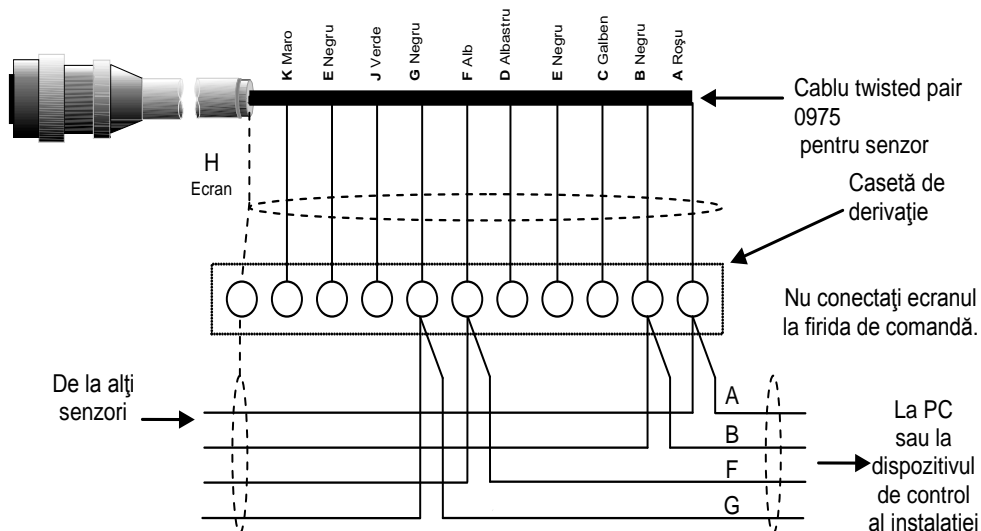 K Maro
E Negru
J Verde
G Negru
F Alb
D Albastru
E Negru
C Galben
B Negru
A Roşu
Cablu twisted pair
0975
pentru senzor
H
Ecran
Casetă de
derivaţie
Nu conectaţi ecranul
la firida de comandă.
De la alţi
senzori
A
B
F
G
La PC
sau la
dispozitivul
de control
al instalaţiei